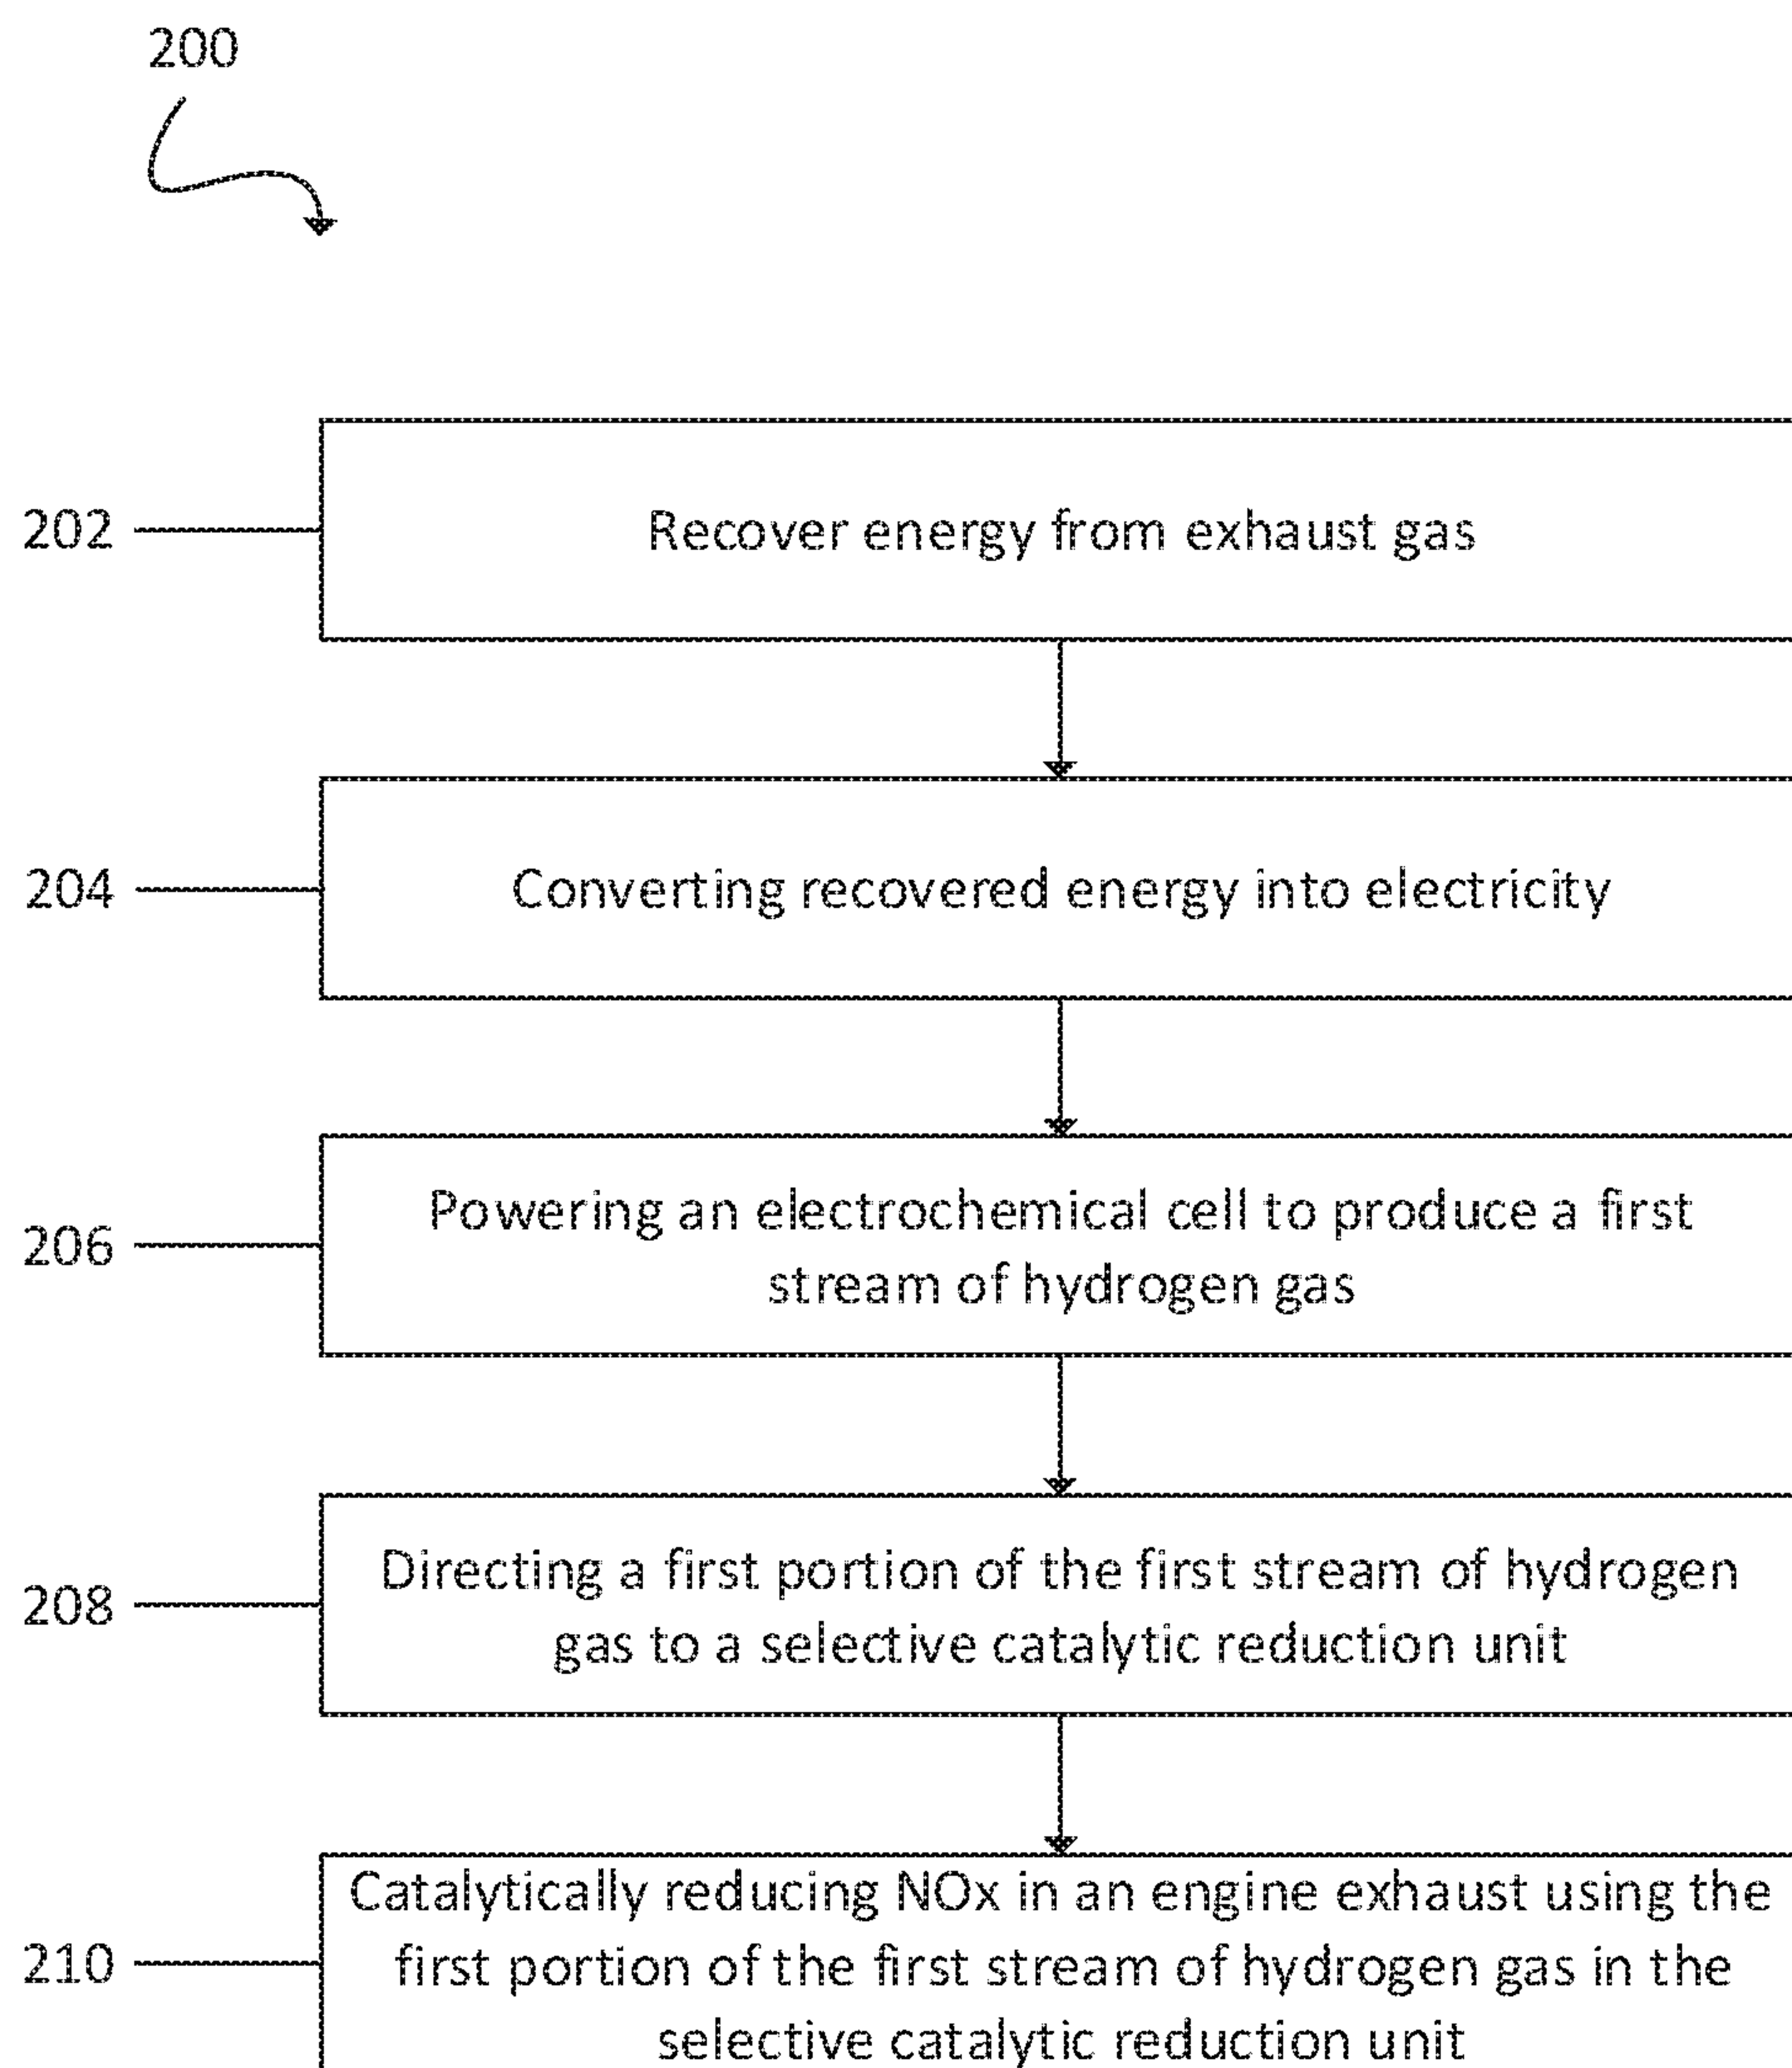 200
202
Recover energy from exhaust gas
204
Converting recovered energy into electricity
206
Powering an electrochemical cell to produce a first
stream of hydrogen gas
208
Directing a first portion of the first stream of hydrogen
gas to a selective catalytic reduction unit
210
Catalytically reducing NOx in an engine exhaust using the
first portion of the first stream of hydrogen gas in the
selective catalytic reduction unit